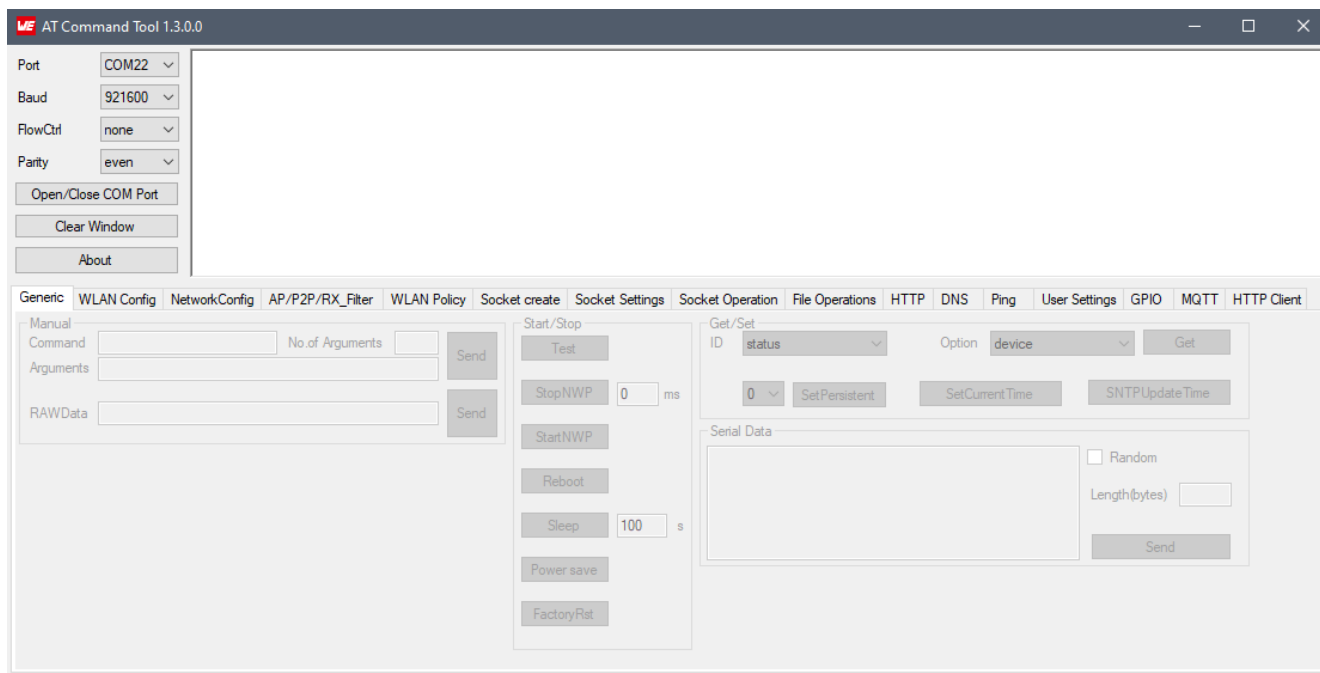 WE AT Command Tool 1.3.0.0
Port COM22
Baud 921600
FlowCtrl none
Parity even
Open/Close COM Port
Clear Window
About
Generic WLAN Config NetworkConfig AP/P2P/RX_Filter WLAN Policy Socket create Socket Settings Socket Operation File Operations HTTP DNS Ping User Settings GPIO MQTT HTTP Client
Manual
Command No.of Arguments Send
Arguments
RAWData Send
Start/Stop
Test
StopNWP 0 ms
StartNWP
Reboot
Sleep 100 s
Power save
FactoryRst
Get/Set
ID status Option device Get
0 SetPersistent SetCurrentTime SNTPUpdateTime
Serial Data
Random
Length(bytes)
Send